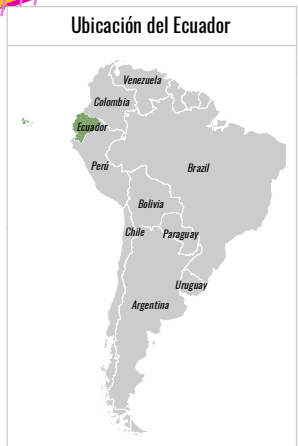 Ubicación del Ecuador
Venezuela
Colombia
Ecuador
Perú
Brazil
Bolivia
Chile
Paraguay
Uruguay
Argentina